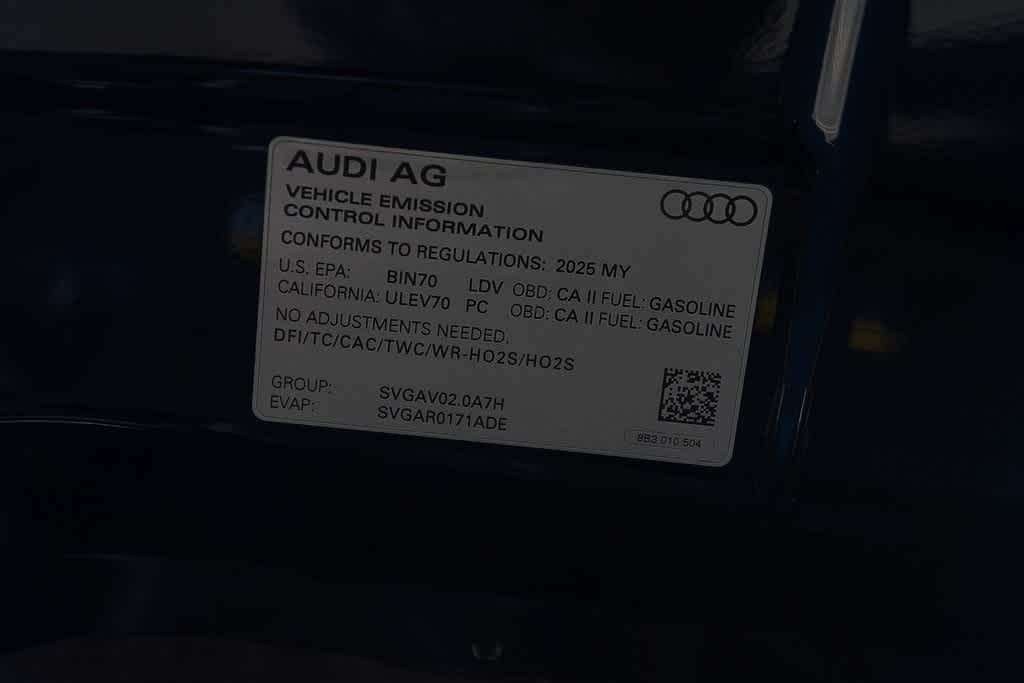 AUDI AG
VEHICLE EMISSION
CONTROL INFORMATION
CONFORMS TO REGULATIONS: 2025 MY
U.S. EPA: BIN70 LDV OBD: CA II FUEL: GASOLINE
CALIFORNIA: ULEV70 PC OBD: CA II FUEL: GASOLINE
NO ADJUSTMENTS NEEDED.
DFI/TC/CAC/TWC/WR-HO2S/HO2S
GROUP: SVGAV02.0A7H
EVAP: SVGAR0171ADE
8B3 010 504